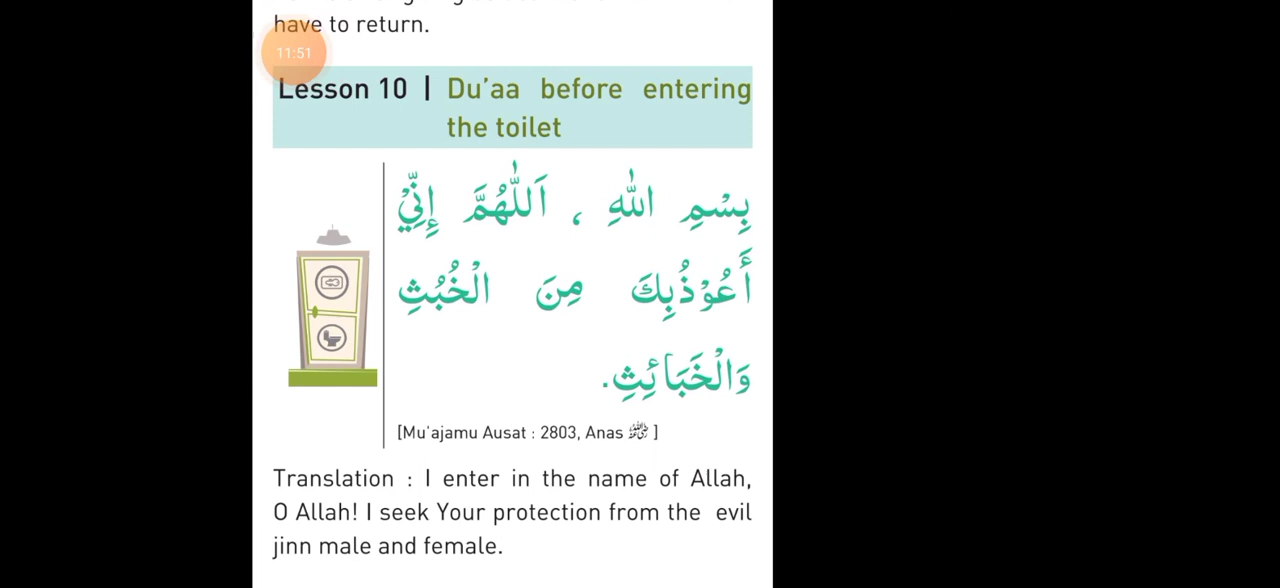 have to return.
11:51
Lesson 10 | Du'aa before entering
the toilet
بِسْمِ اللّٰهِ ، اَللّٰهُمَّ إِنِّيْ
أَعُوْذُبِكَ مِنَ الْخُبُثِ
وَالْخَبَائِثِ.
[Mu'ajamu Ausat : 2803, Anas ]
Translation : I enter in the name of Allah,
O Allah! I seek Your protection from the evil
jinn male and female.